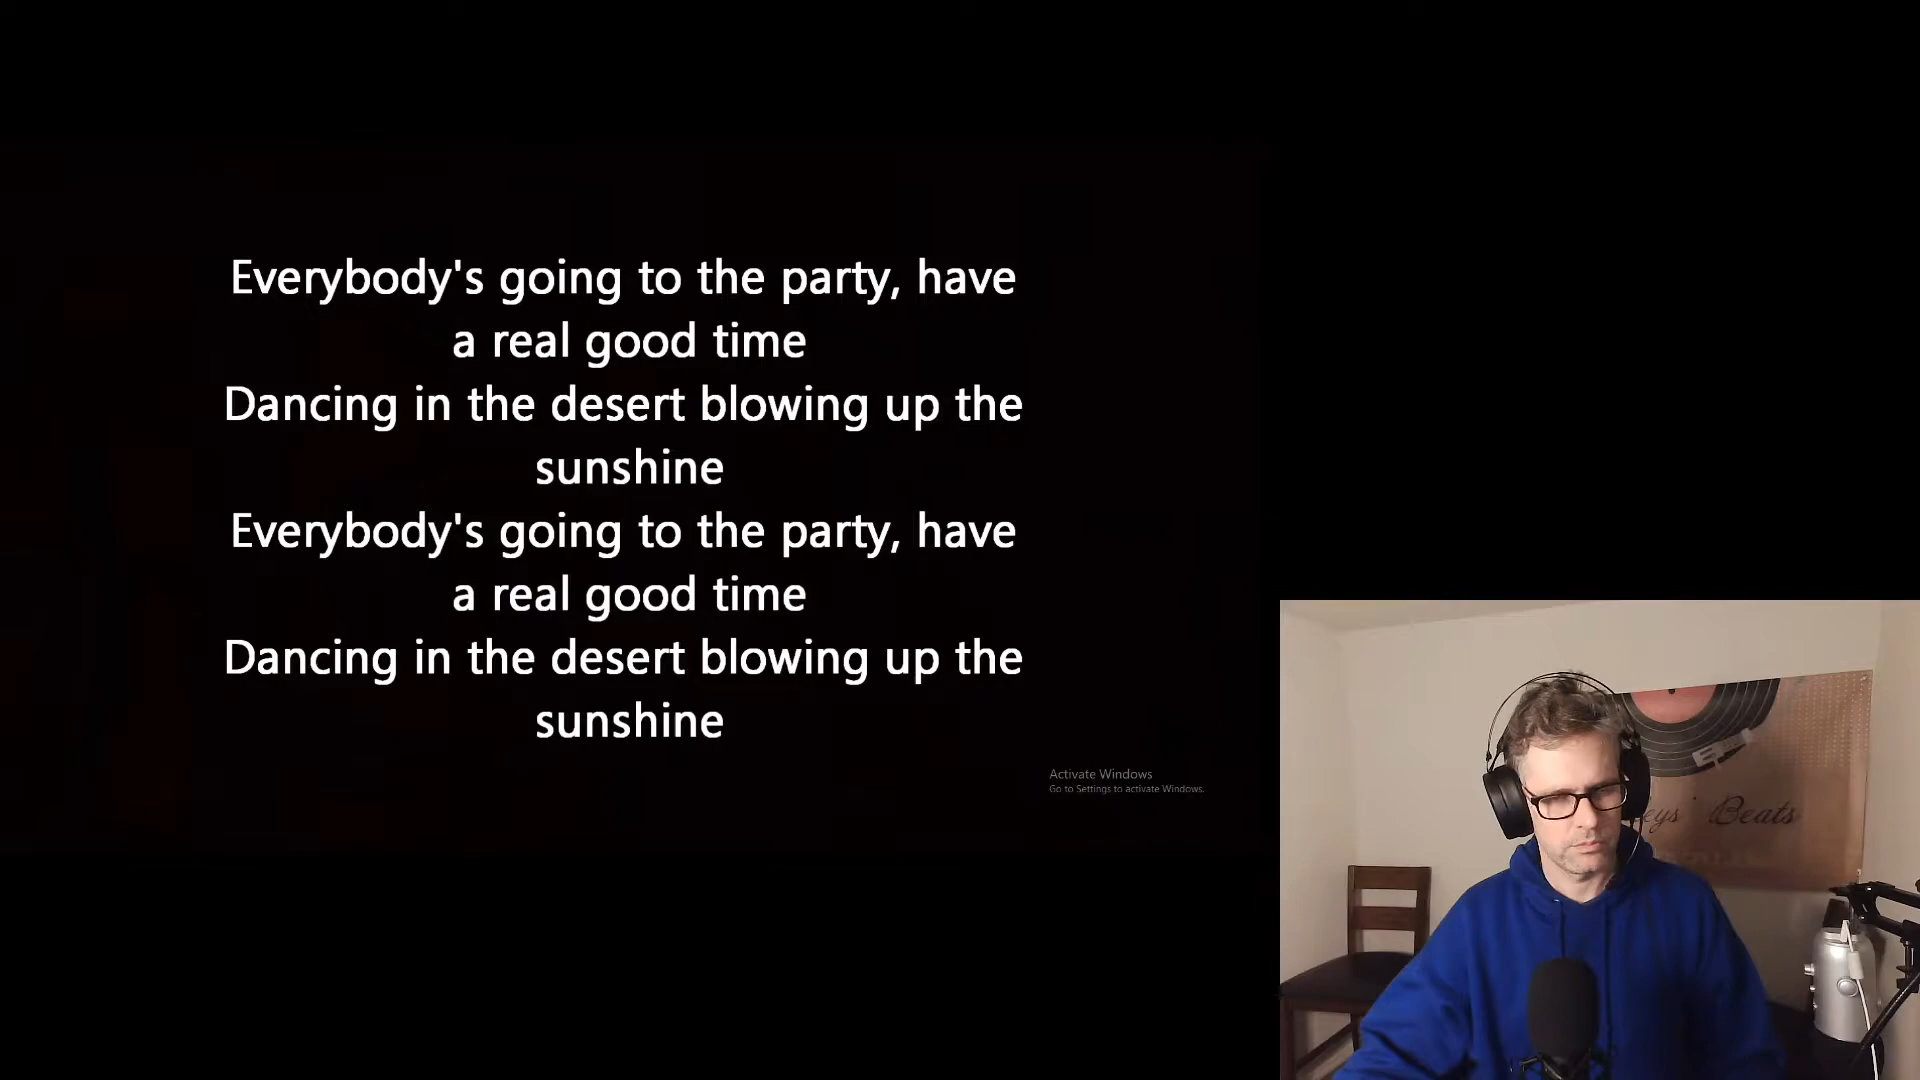 Everybody's going to the party, have
a real good time
Dancing in the desert blowing up the
sunshine
Everybody's going to the party, have
a real good time
Dancing in the desert blowing up the
sunshine
Activate Windows
Go to Settings to activate Windows.
eys' Beats